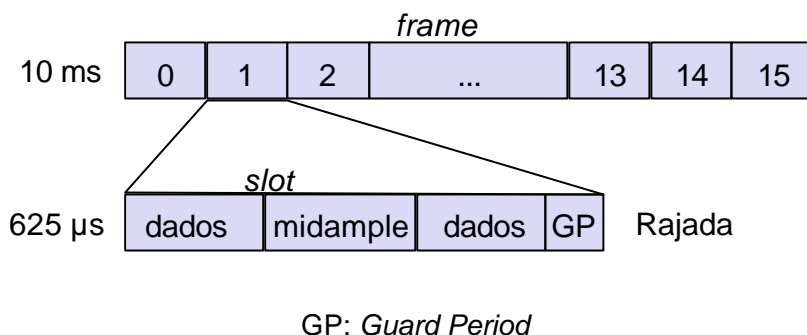 frame
10 ms 0 1 2 ... 13 14 15
slot
625 µs dados midample dados GP Rajada
GP: Guard Period